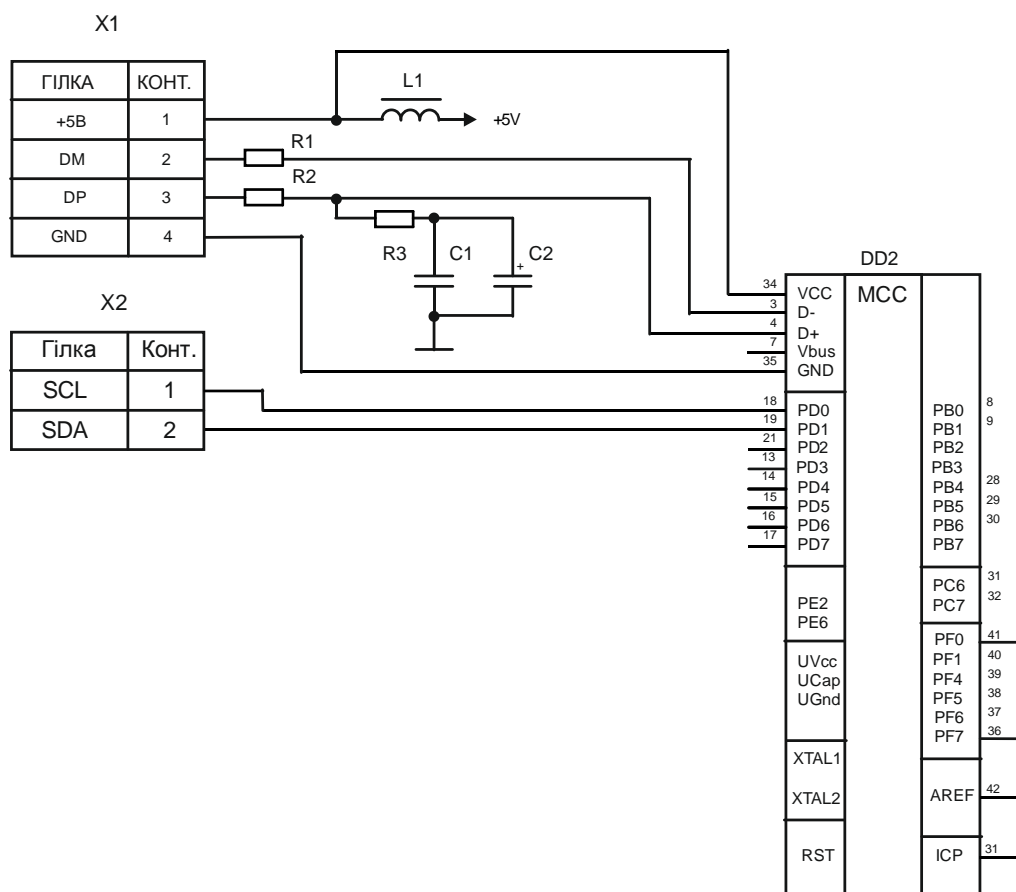 X1
ГІЛКА КОНТ.
+5В 1
DM 2
DP 3
GND 4
L1
+5V
R1
R2
R3 C1 + C2
X2
Гілка Конт.
SCL 1
SDA 2
DD2
MCC
34 VCC
3 D-
4 D+
7 Vbus
35 GND
18 PD0
19 PD1
21 PD2
13 PD3
14 PD4
15 PD5
16 PD6
17 PD7
PE2
PE6
UVcc
UCap
UGnd
XTAL1
XTAL2
RST
PB0 8
PB1 9
PB2
PB3
PB4 28
PB5 29
PB6 30
PB7
PC6 31
PC7 32
PF0 41
PF1 40
PF4 39
PF5 38
PF6 37
PF7 36
AREF 42
ICP 31